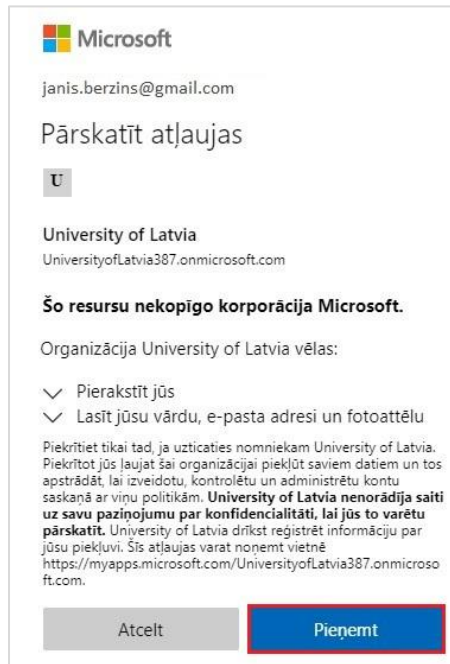 Microsoft
janis.berzins@gmail.com
Pārskatīt atļaujas
U
University of Latvia
UniversityofLatvia387.onmicrosoft.com
Šo resursu nekopīgo korporācija Microsoft.
Organizācija University of Latvia vēlas:
Pierakstīt jūs
Lasīt jūsu vārdu, e-pasta adresi un fotoattēlu
Piekrītiet tikai tad, ja uzticaties nomniekam University of Latvia.
Piekrītot jūs ļaujat šai organizācijai piekļūt saviem datiem un tos
apstrādāt, lai izveidotu, kontrolētu un administrētu kontu
saskaņā ar viņu politikām. University of Latvia nenorādīja saiti
uz savu paziņojumu par konfidencialitāti, lai jūs to varētu
pārskatīt. University of Latvia drīkst reģistrēt informāciju par
jūsu piekļuvi. Šīs atļaujas varat noņemt vietnē
https://myapps.microsoft.com/UniversityofLatvia387.onmicroso
ft.com.
Atcelt
Pieņemt